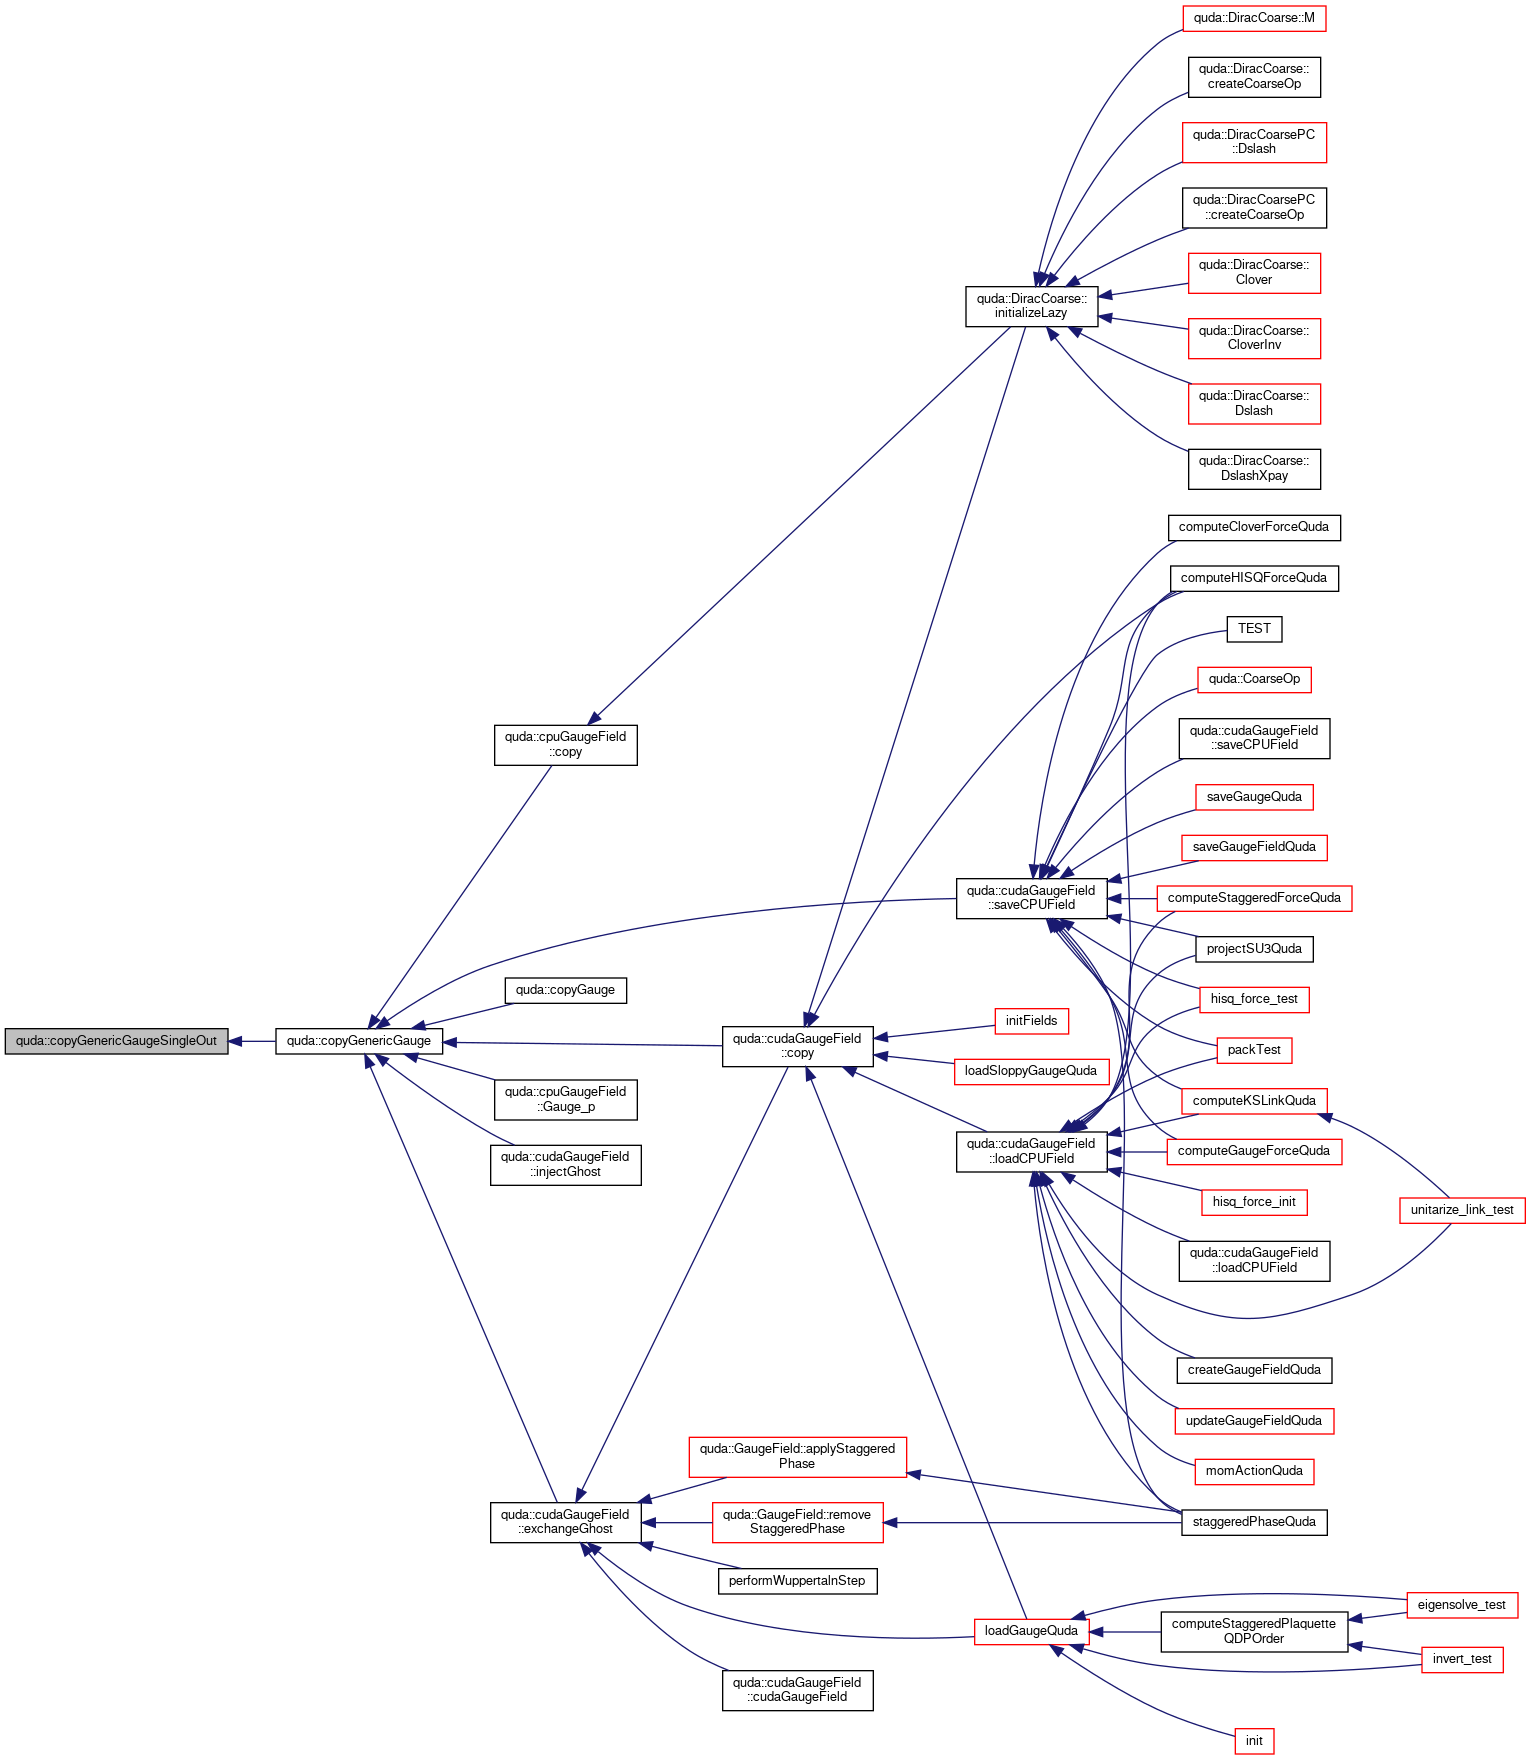 quda::DiracCoarse::M
quda::DiracCoarse::
createCoarseOp
quda::DiracCoarsePC
::Dslash
quda::DiracCoarsePC
::createCoarseOp
quda::DiracCoarse::
Clover
quda::DiracCoarse::
initializeLazy
quda::DiracCoarse::
CloverInv
quda::DiracCoarse::
Dslash
quda::DiracCoarse::
DslashXpay
computeCloverForceQuda
computeHISQForceQuda
TEST
quda::CoarseOp
quda::cudaGaugeField
::saveCPUField
quda::cpuGaugeField
::copy
saveGaugeQuda
saveGaugeFieldQuda
quda::cudaGaugeField
::saveCPUField
computeStaggeredForceQuda
projectSU3Quda
quda::copyGauge
hisq_force_test
initFields
quda::copyGenericGaugeSingleOut
quda::copyGenericGauge
quda::cudaGaugeField
::copy
packTest
loadSloppyGaugeQuda
quda::cpuGaugeField
::Gauge_p
computeKSLinkQuda
quda::cudaGaugeField
::injectGhost
quda::cudaGaugeField
::loadCPUField
computeGaugeForceQuda
hisq_force_init
unitarize_link_test
quda::cudaGaugeField
::loadCPUField
createGaugeFieldQuda
updateGaugeFieldQuda
quda::GaugeField::applyStaggered
Phase
momActionQuda
quda::cudaGaugeField
::exchangeGhost
quda::GaugeField::remove
StaggeredPhase
staggeredPhaseQuda
performWuppertalnStep
eigensolve_test
loadGaugeQuda
computeStaggeredPlaquette
QDPOrder
invert_test
quda::cudaGaugeField
::cudaGaugeField
init